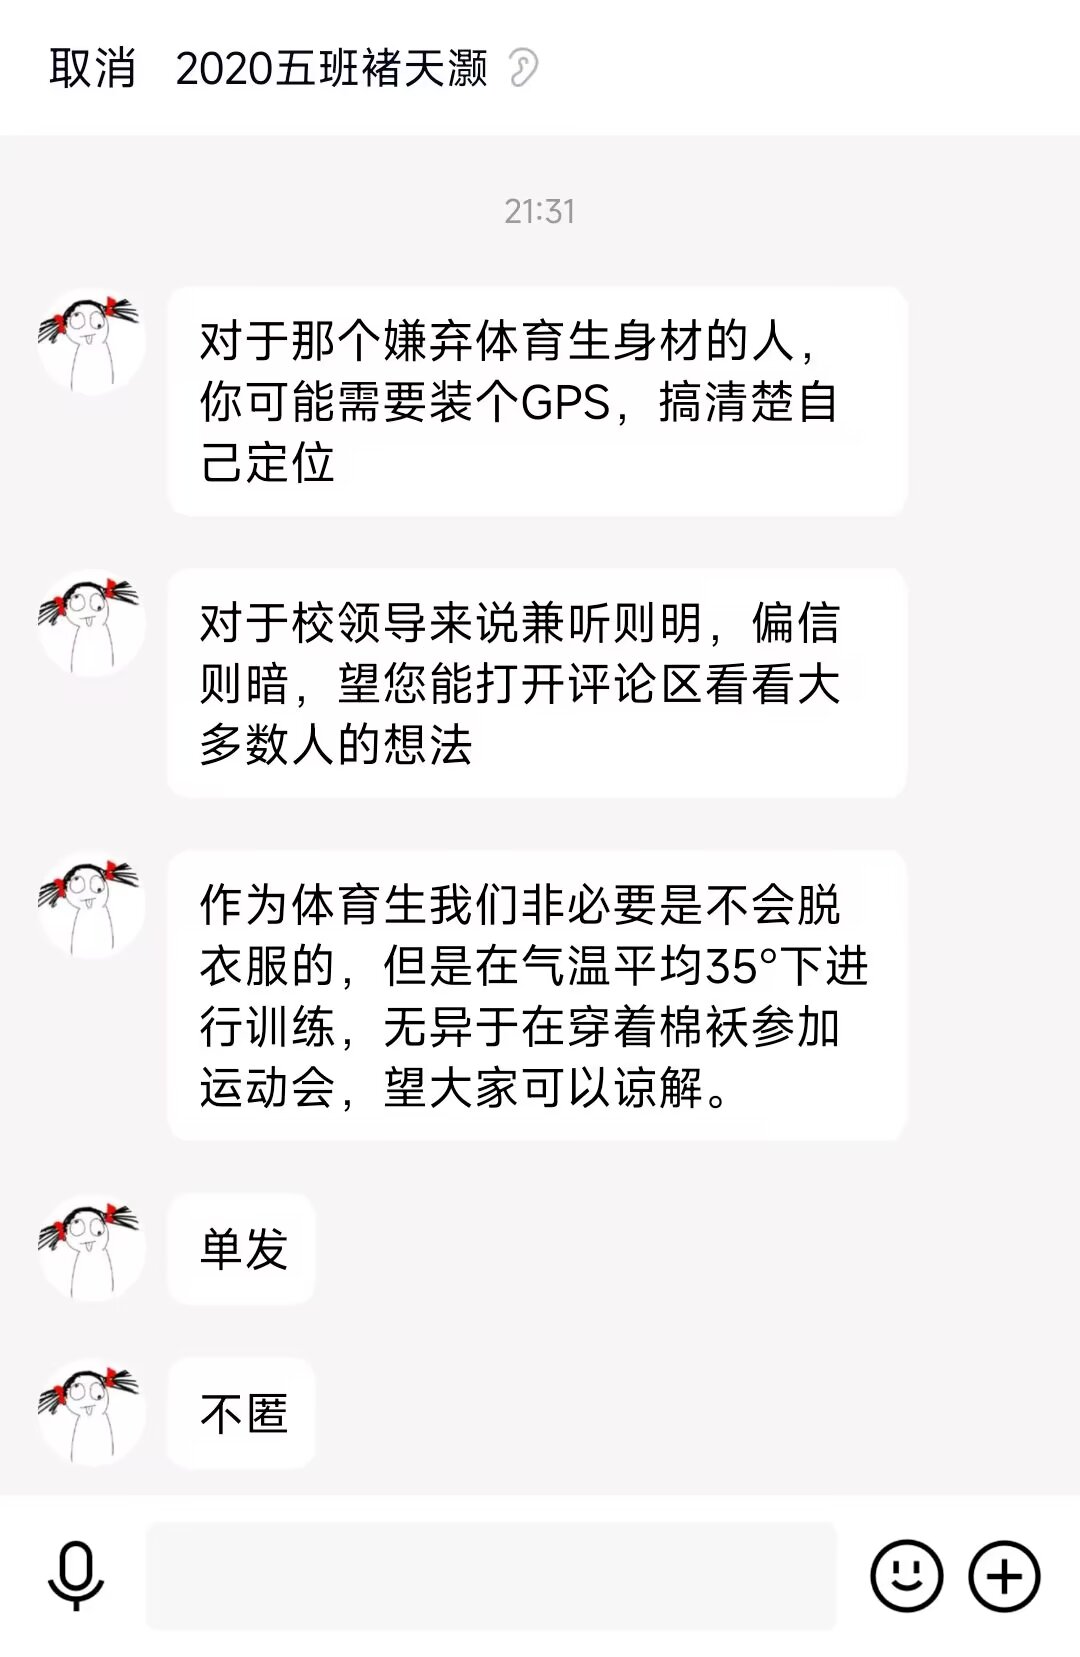 取消 2020五班褚天灏
21:31
对于那个嫌弃体育生身材的人，
你可能需要装个GPS，搞清楚自
己定位
对于校领导来说兼听则明，偏信
则暗，望您能打开评论区看看大
多数人的想法
作为体育生我们非必要是不会脱
衣服的，但是在气温平均35°下进
行训练，无异于在穿着棉袄参加
运动会，望大家可以谅解。
单发
不匿